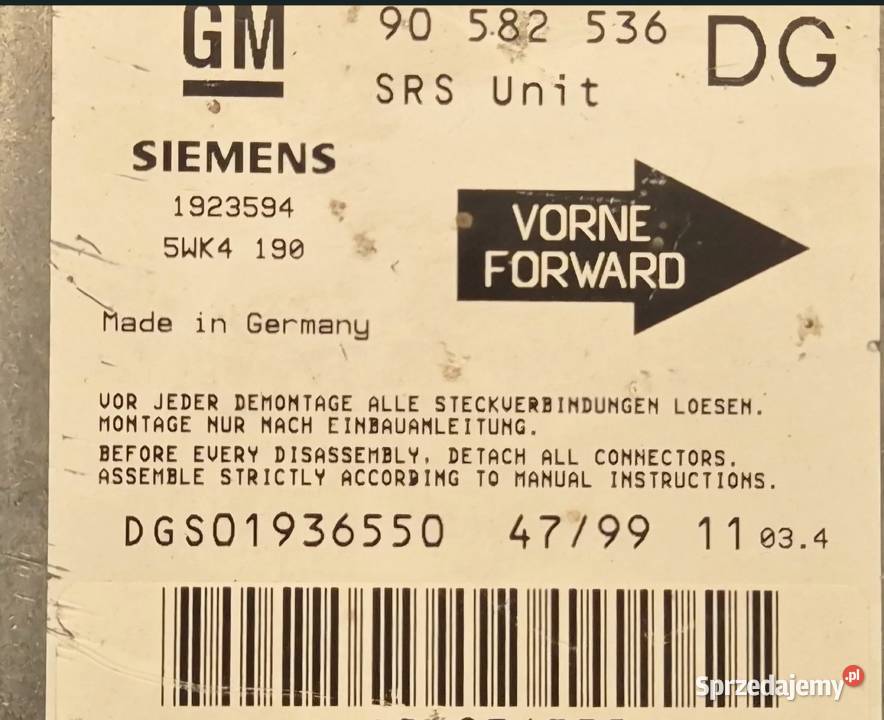 GM
90 582 536
DG
SRS Unit
SIEMENS
1923594
5WK4 190
VORNE
FORWARD
Made in Germany
VOR JEDER DEMONTAGE ALLE STECKVERBINDUNGEN LOESEN.
MONTAGE NUR NACH EINBAUANLEITUNG.
BEFORE EVERY DISASSEMBLY, DETACH ALL CONNECTORS.
ASSEMBLE STRICTLY ACCORDING TO MANUAL INSTRUCTIONS.
DGS01936550 47/99 11 03.4
Sprzedajemy.pl